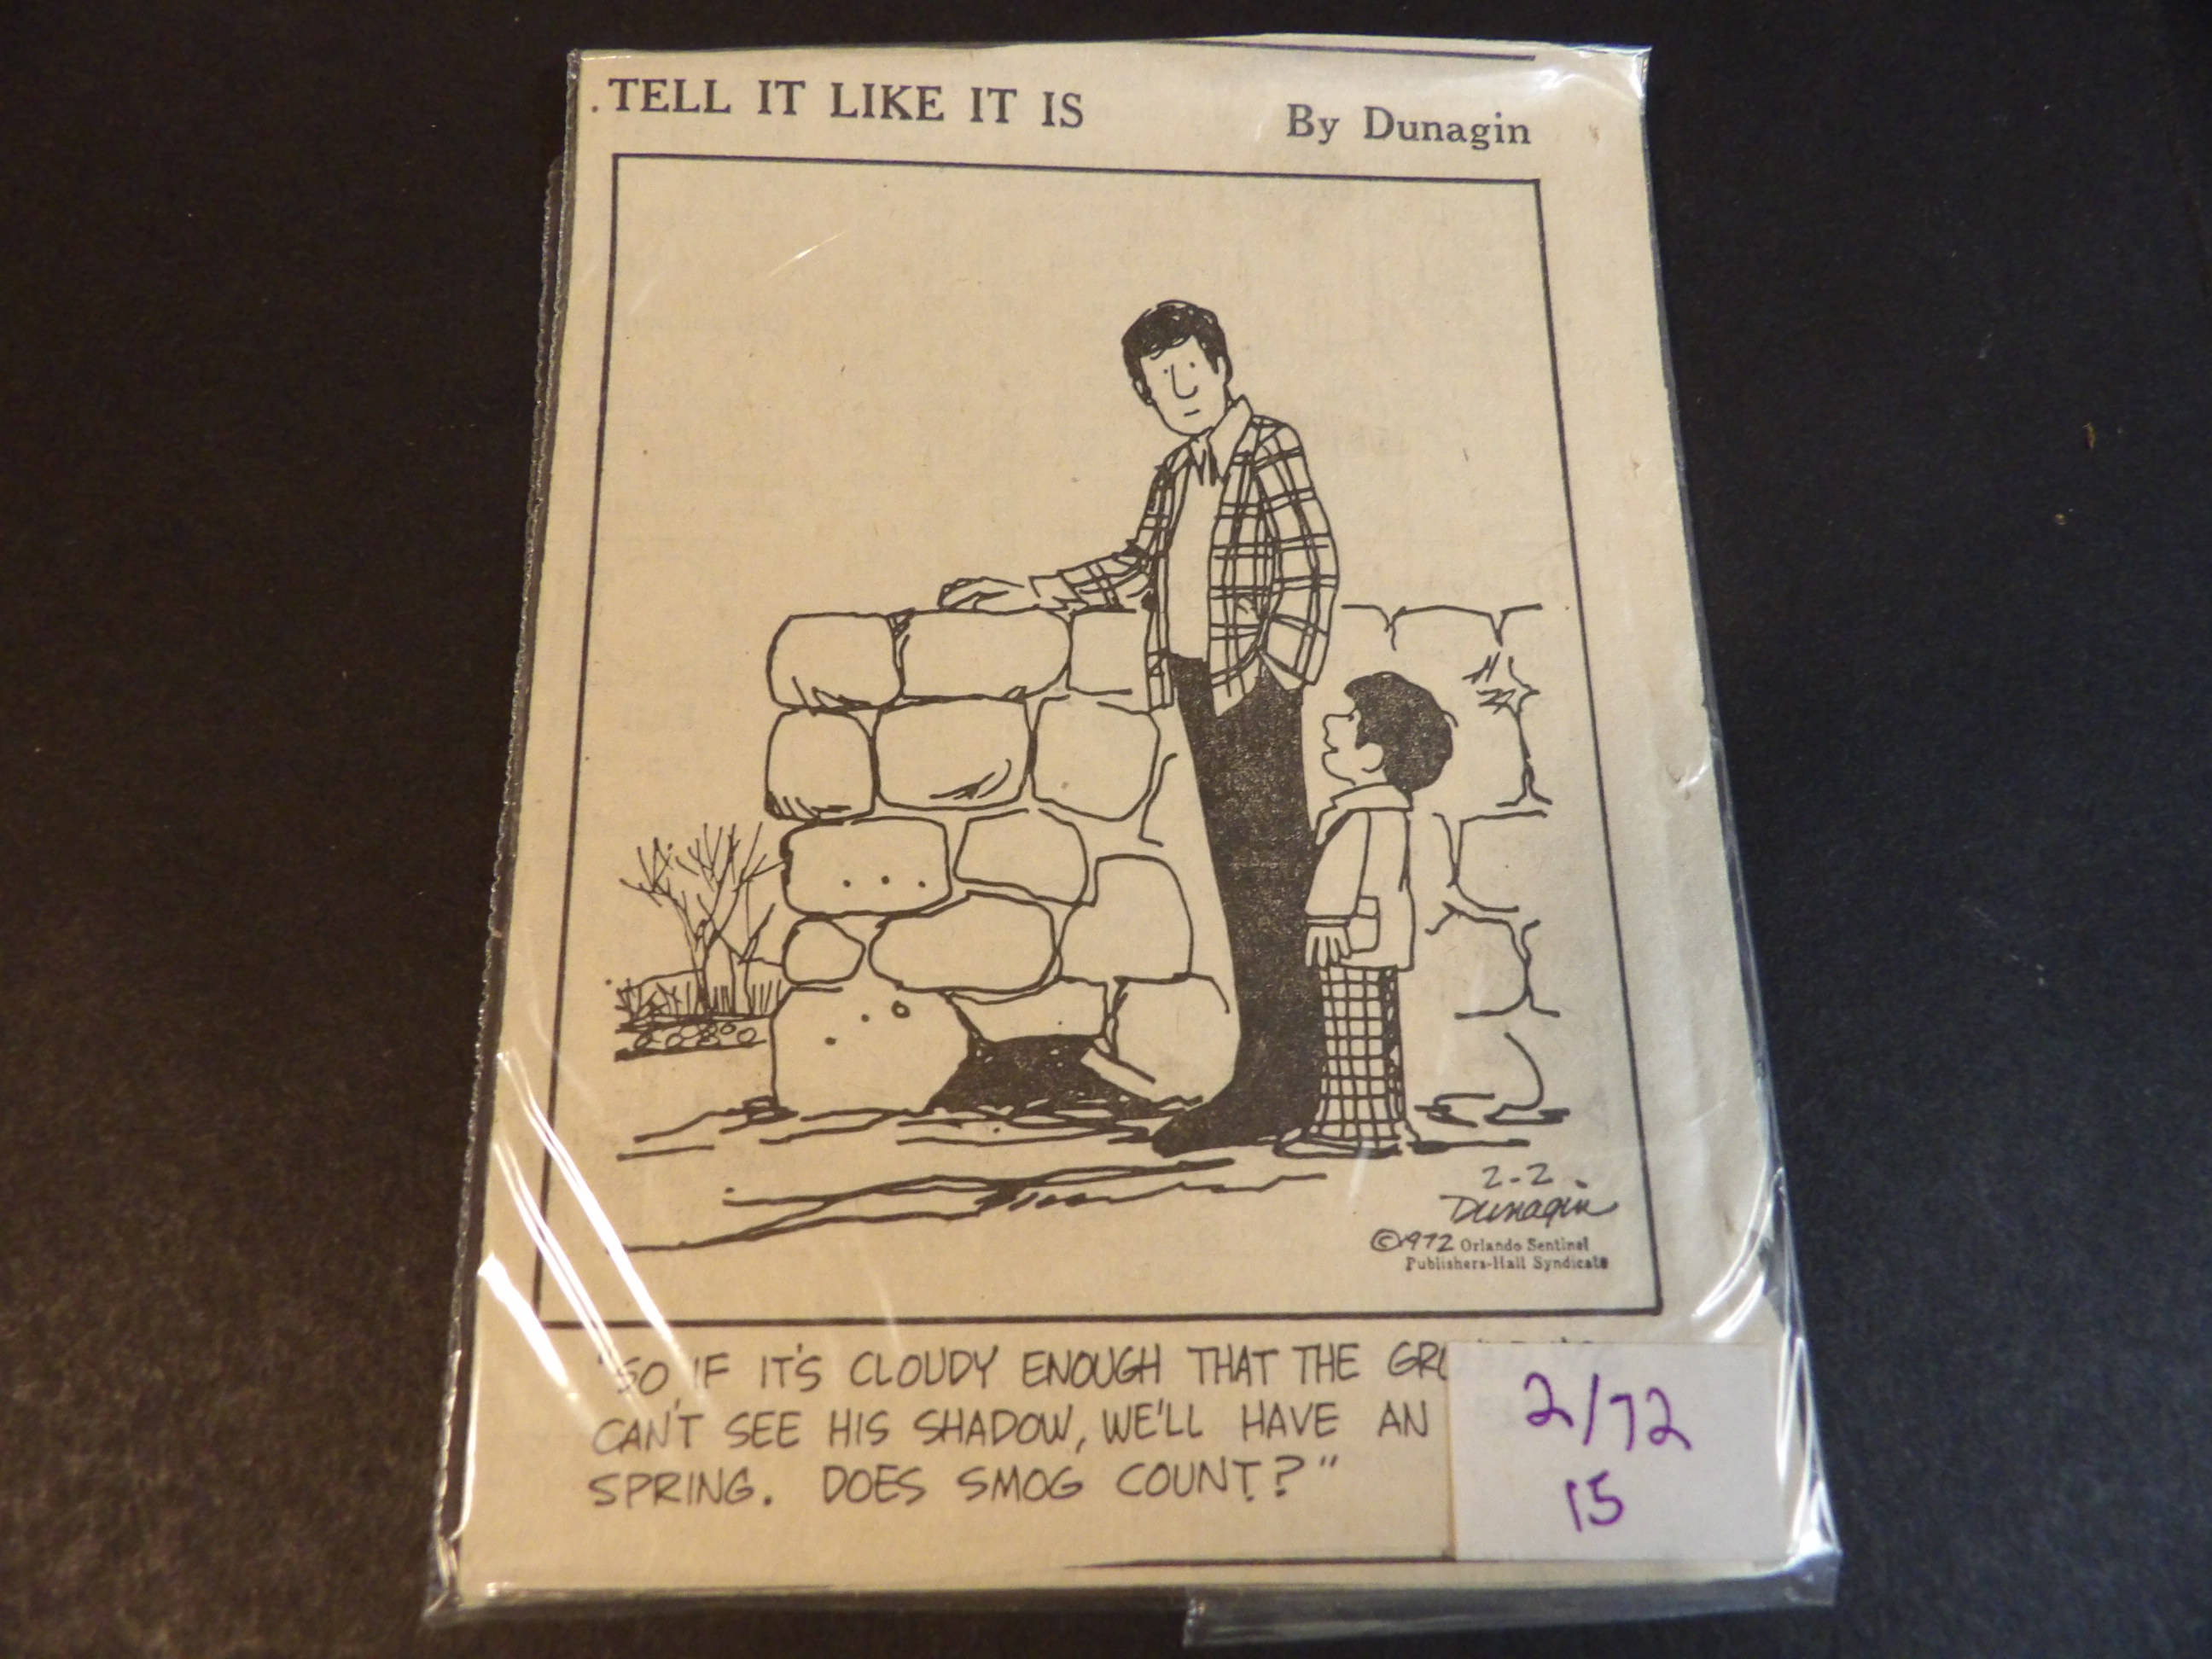 TELL IT LIKE IT IS By Dunagin
2-2
Dunagin
©1972 Orlando Sentinel
Publishers-Hall Syndicate
"SO IF IT'S CLOUDY ENOUGH THAT THE
CAN'T SEE HIS SHADOW, WE'LL HAVE AN
SPRING. DOES SMOG COUNT?"
2/72
15